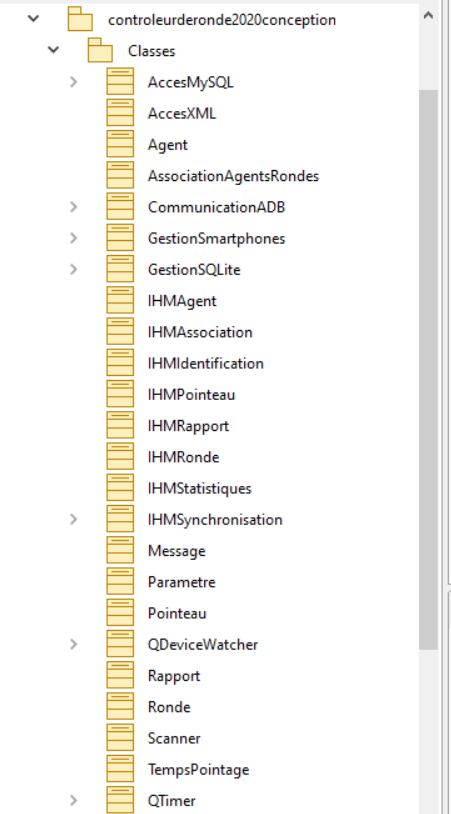 controleurderonde2020conception
Classes
AccesMySQL
AccesXML
Agent
AssociationAgentsRondes
CommunicationADB
GestionSmartphones
GestionSQLite
IHMAgent
IHMAssociation
IHMIdentification
IHMPointeau
IHMRapport
IHMRonde
IHMStatistiques
IHMSynchronisation
Message
Parametre
Pointeau
QDeviceWatcher
Rapport
Ronde
Scanner
TempsPointage
QTimer